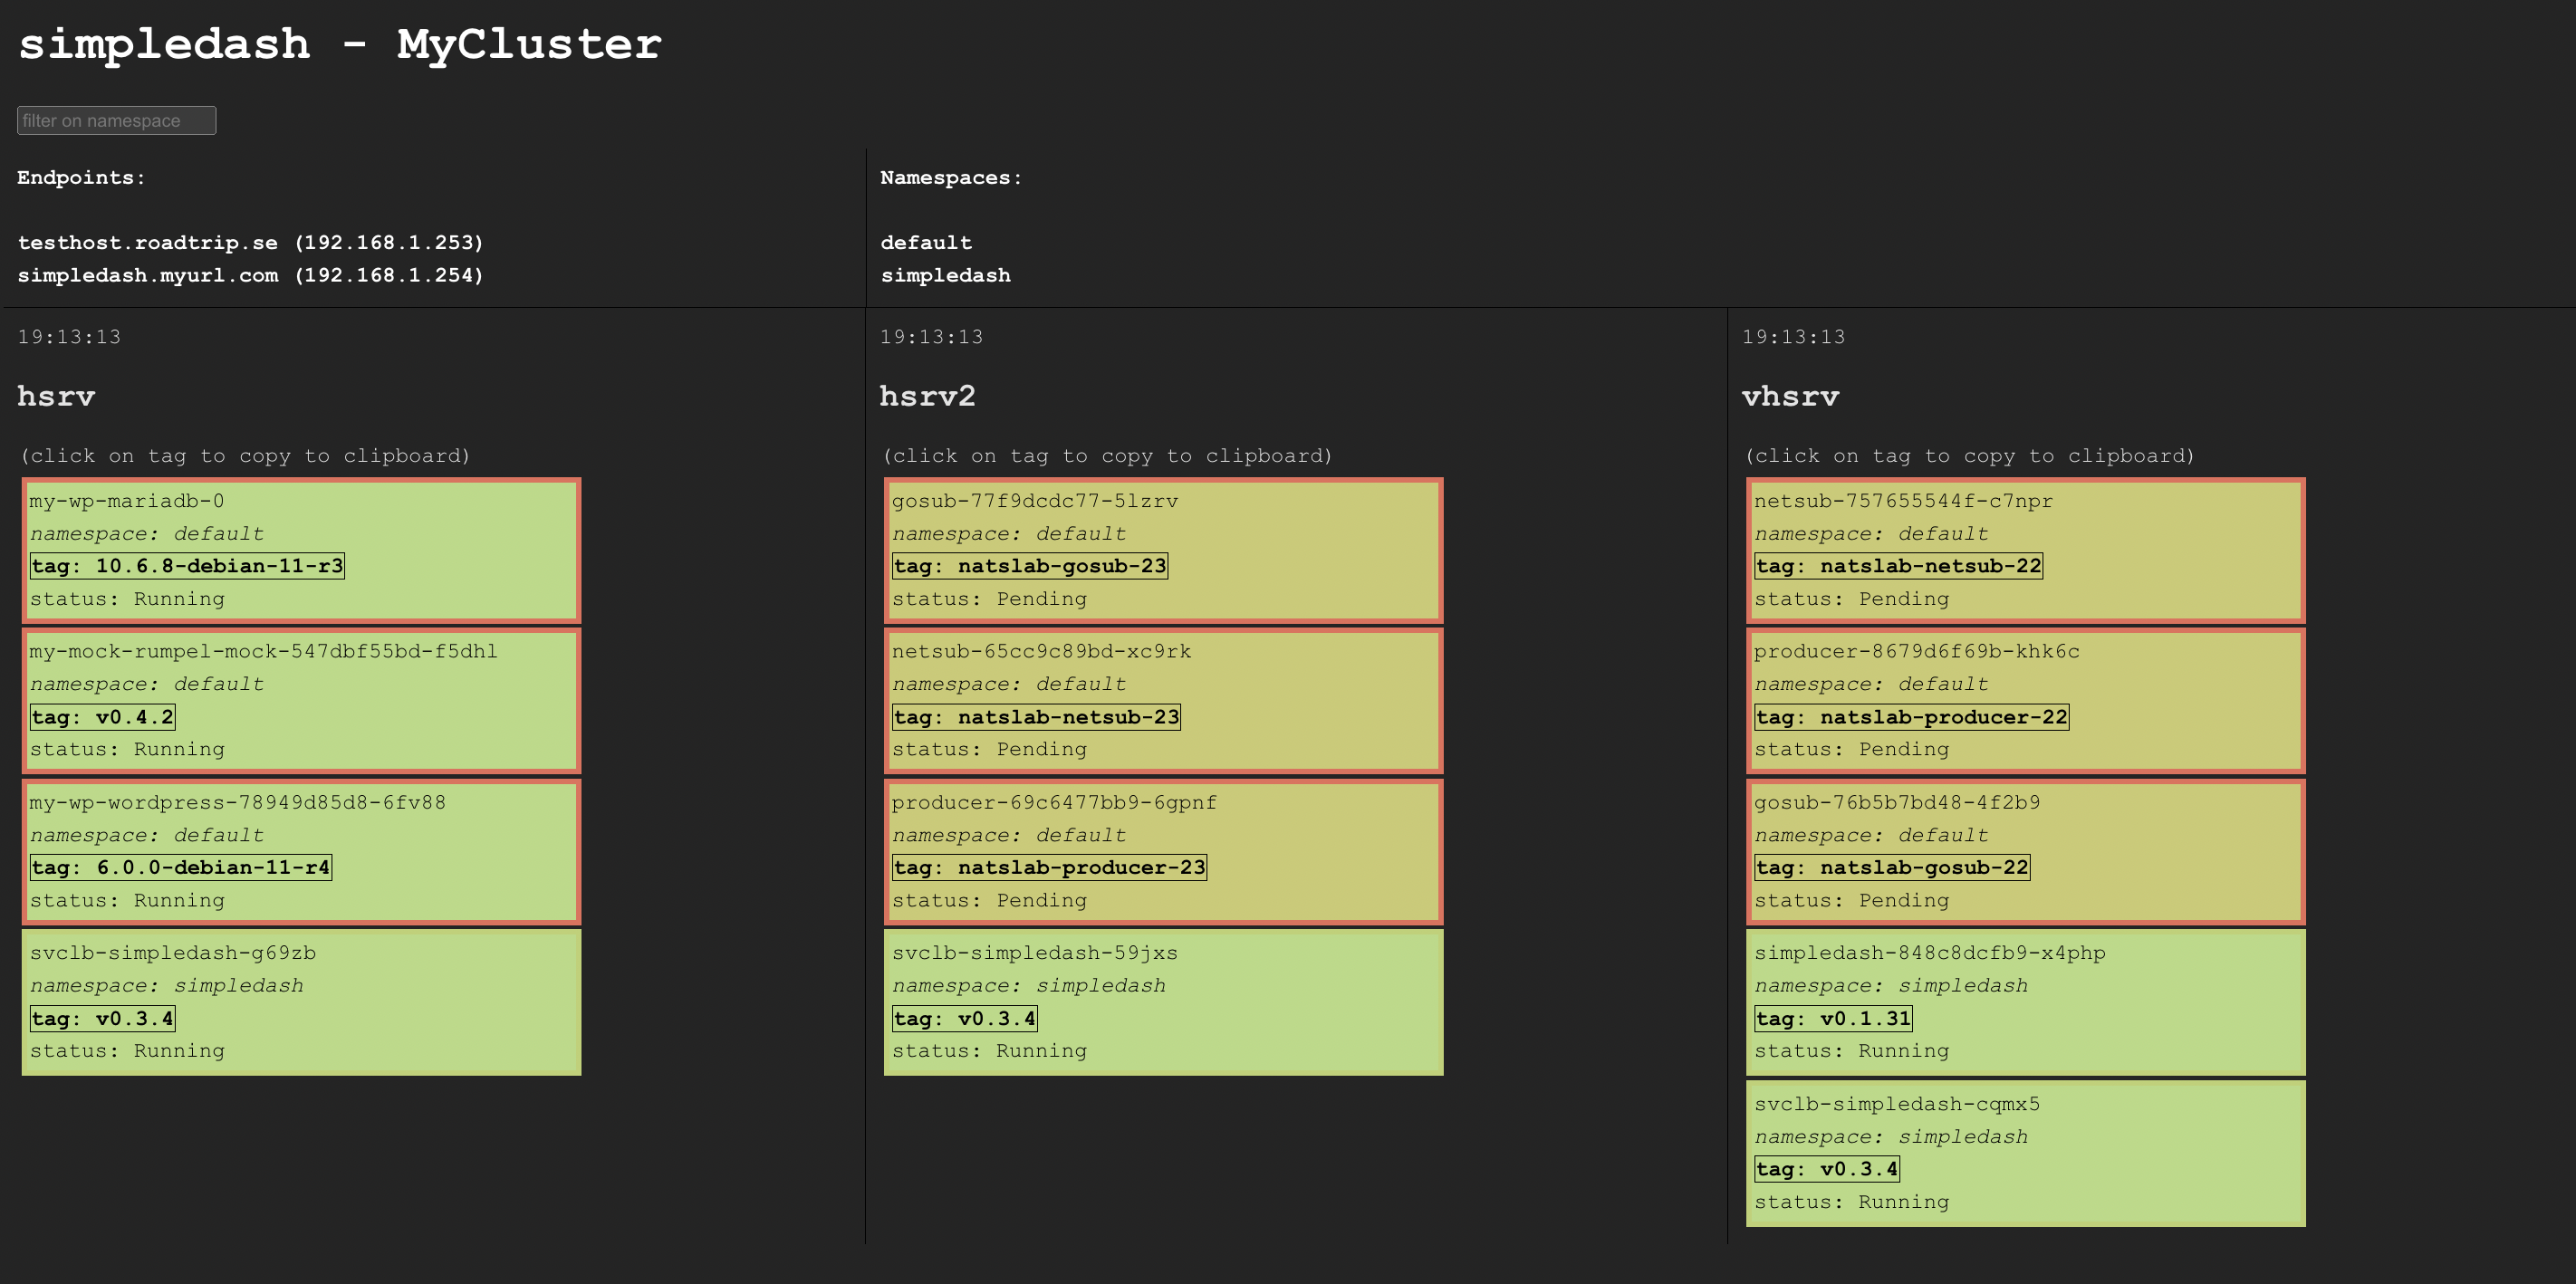 simpledash - MyCluster
filter on namespace
Endpoints:
testhost.roadtrip.se (192.168.1.253)
simpledash.myurl.com (192.168.1.254)
Namespaces:
default
simpledash
19:13:13
hsrv
(click on tag to copy to clipboard)
my-wp-mariadb-0
namespace: default
tag: 10.6.8-debian-11-r3
status: Running
my-mock-rumpel-mock-547dbf55bd-f5dhl
namespace: default
tag: v0.4.2
status: Running
my-wp-wordpress-78949d85d8-6fv88
namespace: default
tag: 6.0.0-debian-11-r4
status: Running
svclb-simpledash-g69zb
namespace: simpledash
tag: v0.3.4
status: Running
19:13:13
hsrv2
(click on tag to copy to clipboard)
gosub-77f9dcdc77-5lzrv
namespace: default
tag: natslab-gosub-23
status: Pending
netsub-65cc9c89bd-xc9rk
namespace: default
tag: natslab-netsub-23
status: Pending
producer-69c6477bb9-6gpnf
namespace: default
tag: natslab-producer-23
status: Pending
svclb-simpledash-59jxs
namespace: simpledash
tag: v0.3.4
status: Running
19:13:13
vhsrv
(click on tag to copy to clipboard)
netsub-757655544f-c7npr
namespace: default
tag: natslab-netsub-22
status: Pending
producer-8679d6f69b-khk6c
namespace: default
tag: natslab-producer-22
status: Pending
gosub-76b5b7bd48-4f2b9
namespace: default
tag: natslab-gosub-22
status: Pending
simpledash-848c8dcfb9-x4php
namespace: simpledash
tag: v0.1.31
status: Running
svclb-simpledash-cqmx5
namespace: simpledash
tag: v0.3.4
status: Running